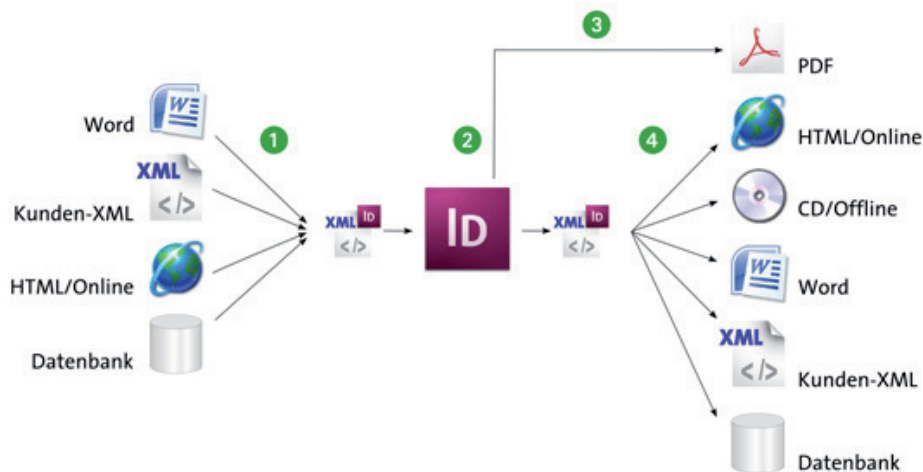 Word
Kunden-XML
HTML/Online
Datenbank
W
XML
</>
1
XML ID
</>
2
ID
XML ID
</>
3
4
PDF
HTML/Online
CD/Offline
W
Word
XML
</>
Kunden-XML
Datenbank